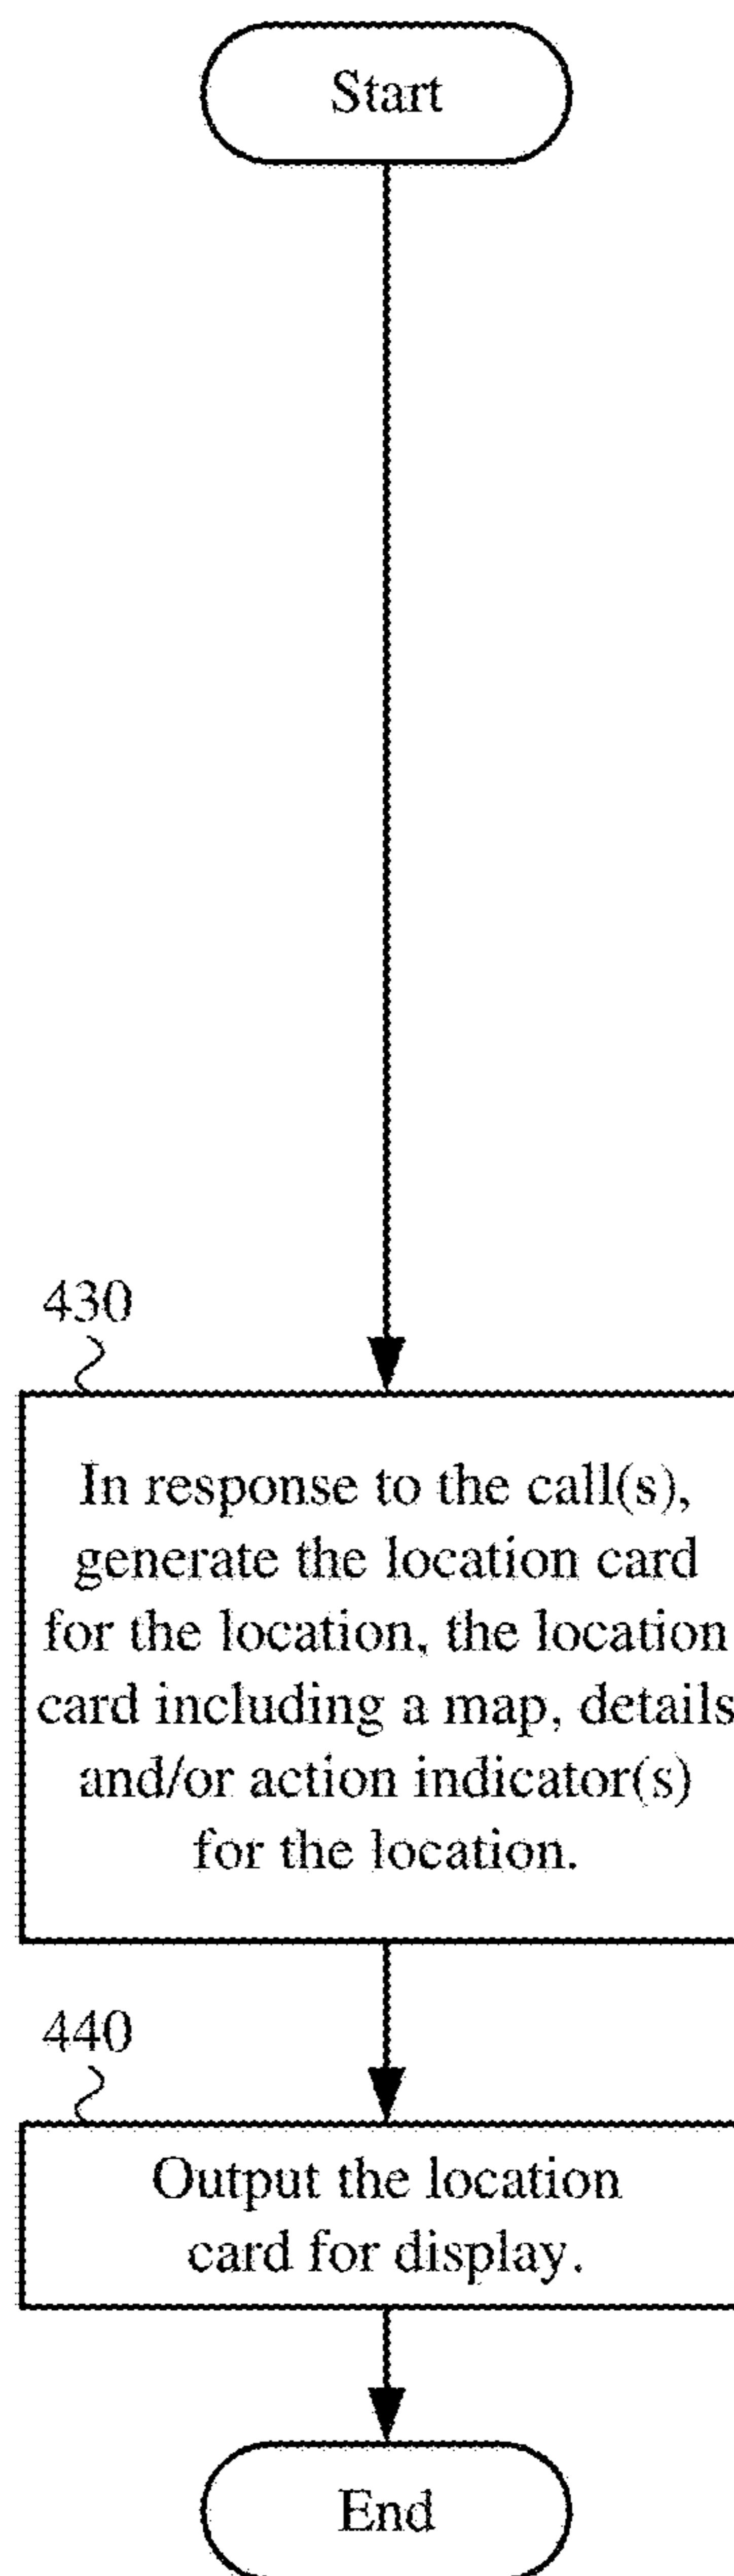 Start
430
In response to the call(s),
generate the location card
for the location, the location
card including a map, details
and/or action indicator(s)
for the location.
440
Output the location
card for display.
End